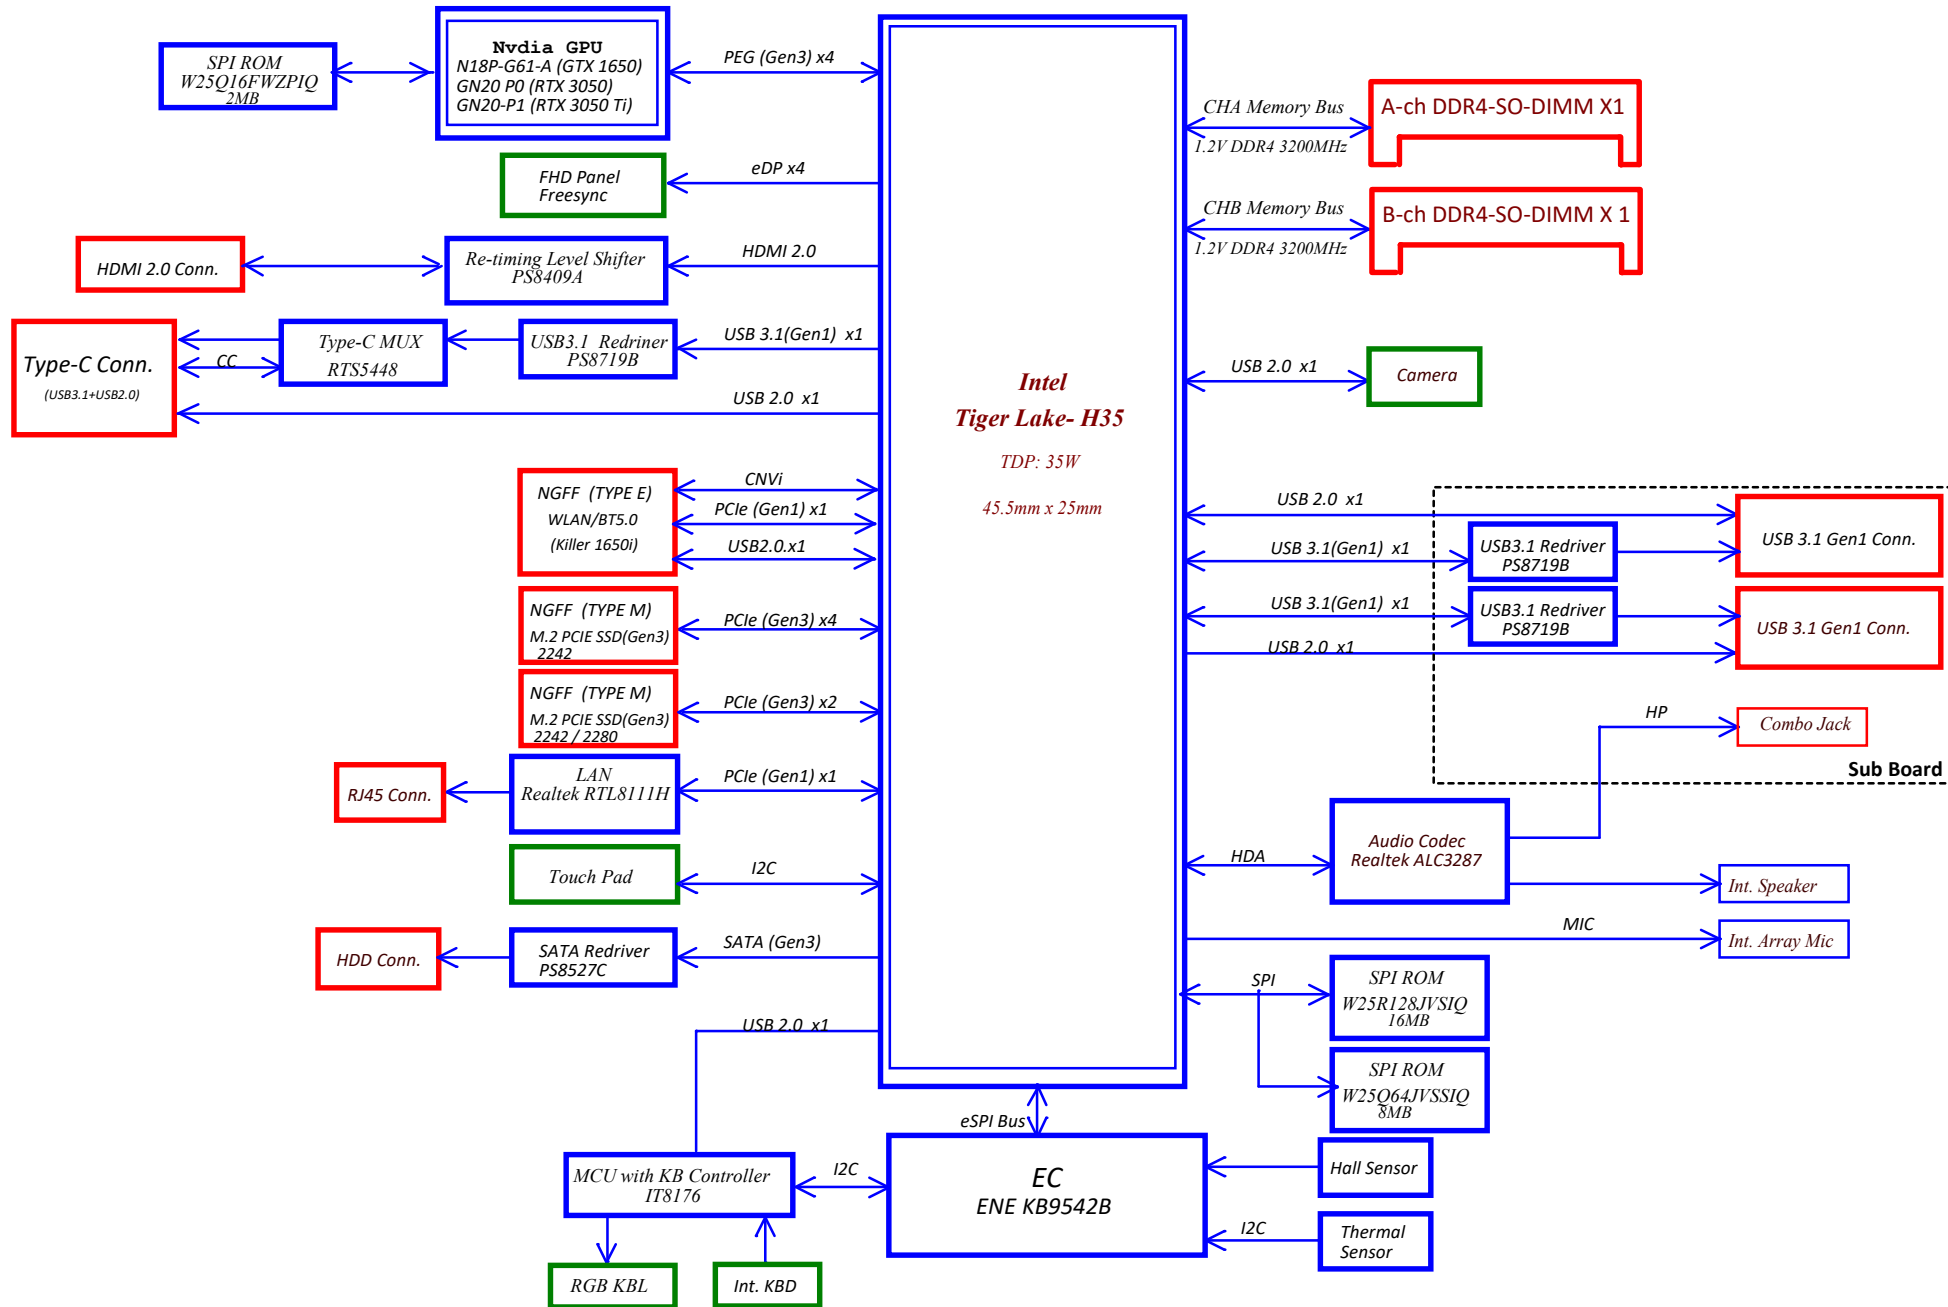 SPI ROM
W25Q16FWZPIQ
2MB
Nvdia GPU
N18P-G61-A (GTX 1650)
GN20 P0 (RTX 3050)
GN20-P1 (RTX 3050 Ti)
PEG (Gen3) x4
FHD Panel
Freesync
eDP x4
HDMI 2.0 Conn.
Re-timing Level Shifter
PS8409A
HDMI 2.0
Type-C Conn.
(USB3.1+USB2.0)
CC
Type-C MUX
RTS5448
USB3.1 Redriner
PS8719B
USB 3.1(Gen1) x1
USB 2.0 x1
NGFF (TYPE E)
WLAN/BT5.0
(Killer 1650i)
CNVi
PCIe (Gen1) x1
USB2.0.x1
NGFF (TYPE M)
M.2 PCIE SSD(Gen3)
2242
PCIe (Gen3) x4
NGFF (TYPE M)
M.2 PCIE SSD(Gen3)
2242 / 2280
PCIe (Gen3) x2
RJ45 Conn.
LAN
Realtek RTL8111H
PCIe (Gen1) x1
Touch Pad
I2C
HDD Conn.
SATA Redriver
PS8527C
SATA (Gen3)
USB 2.0 x1
MCU with KB Controller
IT8176
I2C
RGB KBL
Int. KBD
Intel
Tiger Lake- H35
TDP: 35W
45.5mm x 25mm
eSPI Bus
EC
ENE KB9542B
CHA Memory Bus
1.2V DDR4 3200MHz
A-ch DDR4-SO-DIMM X1
CHB Memory Bus
1.2V DDR4 3200MHz
B-ch DDR4-SO-DIMM X 1
USB 2.0 x1
Camera
USB 2.0 x1
USB 3.1(Gen1) x1
USB3.1 Redriver
PS8719B
USB 3.1 Gen1 Conn.
USB 3.1(Gen1) x1
USB3.1 Redriver
PS8719B
USB 2.0 x1
USB 3.1 Gen1 Conn.
HP
Combo Jack
Sub Board
HDA
Audio Codec
Realtek ALC3287
Int. Speaker
MIC
Int. Array Mic
SPI
SPI ROM
W25R128JVSIQ
16MB
SPI ROM
W25Q64JVSSIQ
8MB
Hall Sensor
I2C
Thermal
Sensor